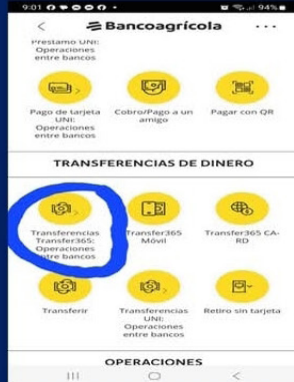 9:01
94%
Bancoagrícola
Préstamo UNI:
Operaciones
entre bancos
Pago de tarjeta
UNI:
Operaciones
entre bancos
Cobro/Pago a un
amigo
Pagar con QR
TRANSFERENCIAS DE DINERO
Transferencias
Transfer365:
Operaciones
entre bancos
Transfer365
Móvil
Transfer365 CA-
RD
Transferir
Transferencias
UNI:
Operaciones
entre bancos
Retiro sin tarjeta
OPERACIONES